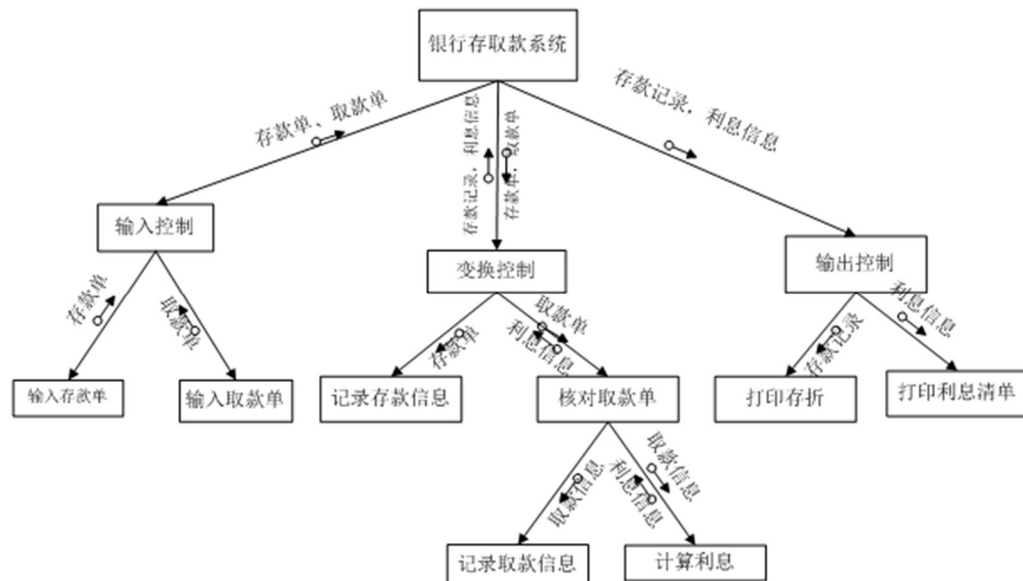 银行存取款系统
存款单、取款单
存款记录，利息信息
存款单，取款单
存款记录，利息信息
输入控制
变换控制
输出控制
存款单
取款单
存款单
取款单
利息信息
存款记录
利息信息
输入存款单
输入取款单
记录存款信息
核对取款单
打印存折
打印利息清单
取款信息
利息信息
取款信息
记录取款信息
计算利息